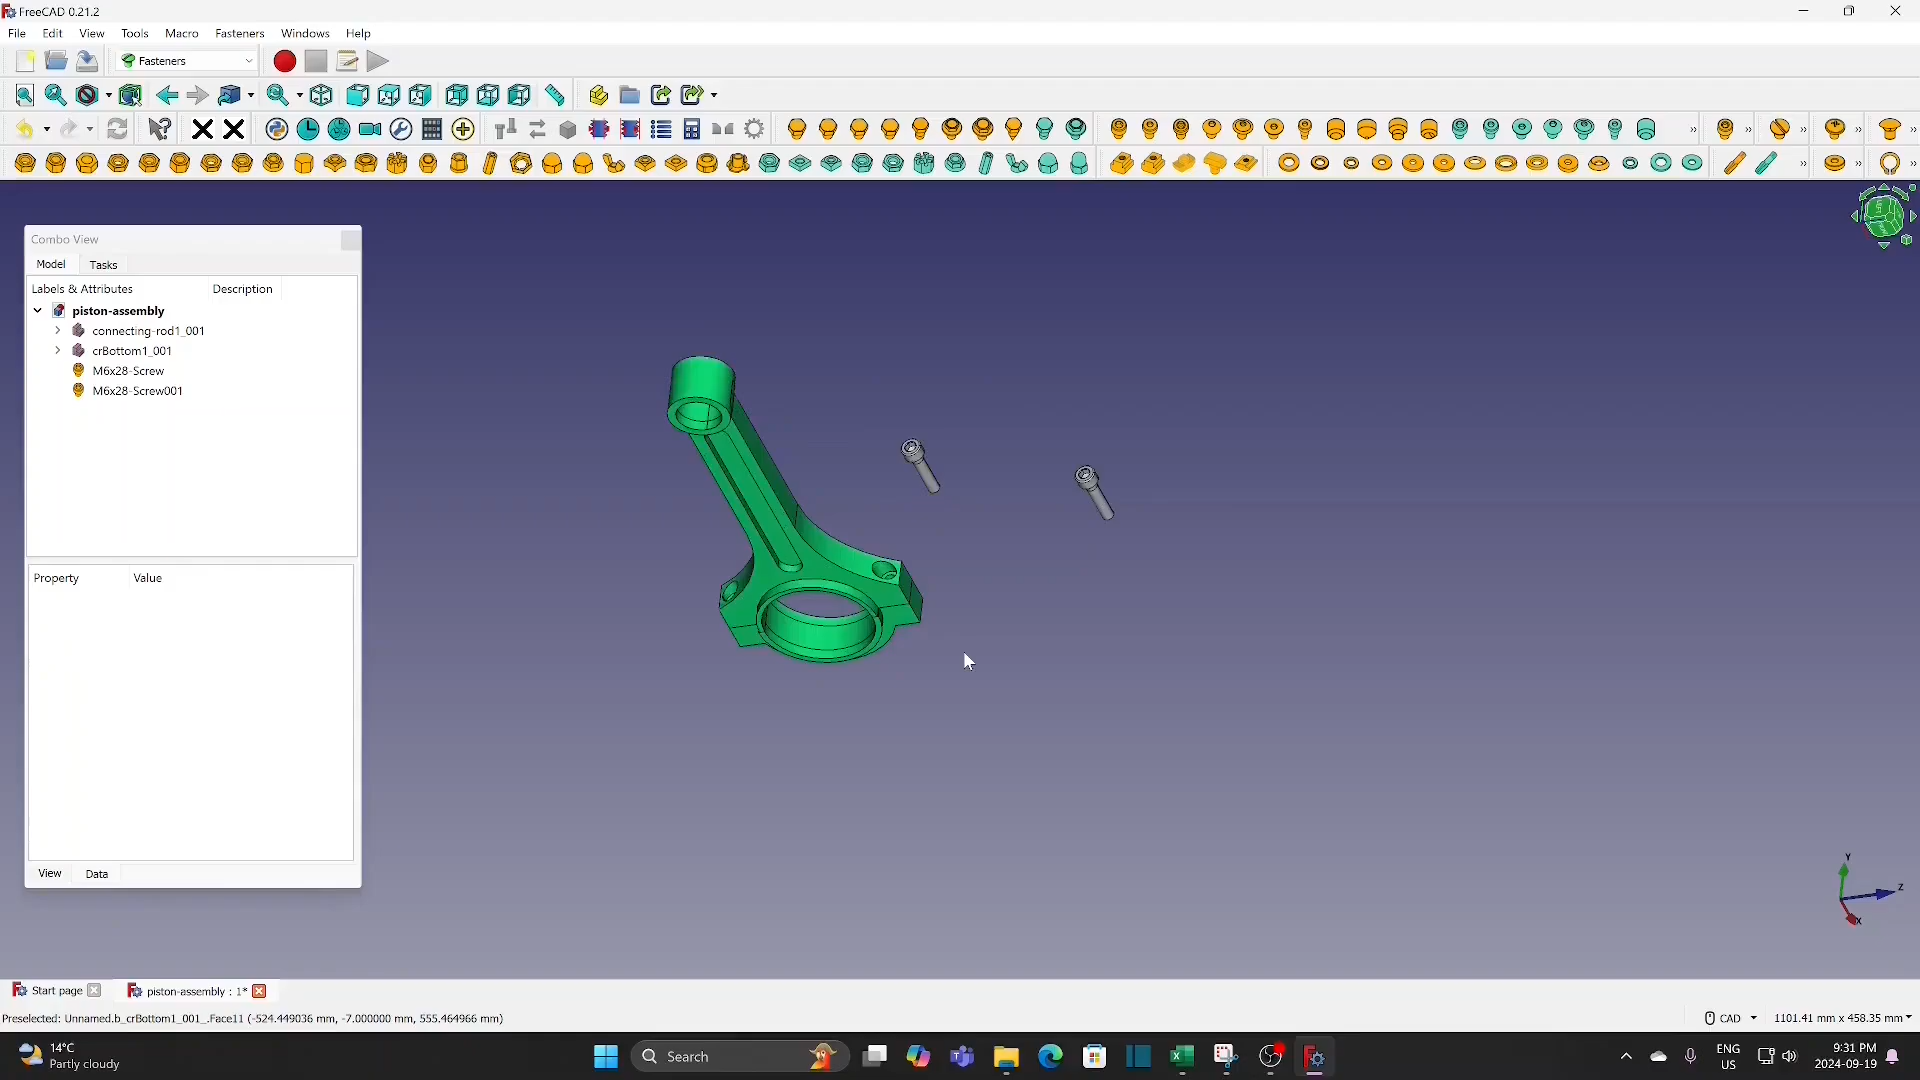 FreeCAD 0.21.2
File Edit View Tools Macro Fasteners Windows Help
Fasteners
Combo View
Model Tasks
Labels & Attributes Description
piston-assembly
connecting-rod1_001
crBottom1_001
M6x28-Screw
M6x28-Screw001
Property Value
View Data
Y
Z
X
Start page piston-assembly : 1*
Preselected: Unnamed.b_crBottom1_001_.Face11 (-524.449036 mm, -7.000000 mm, 555.464966 mm)
CAD 1101.41 mm x 458.35 mm
14°C
Partly cloudy
Search
ENG
US
9:31 PM
2024-09-19